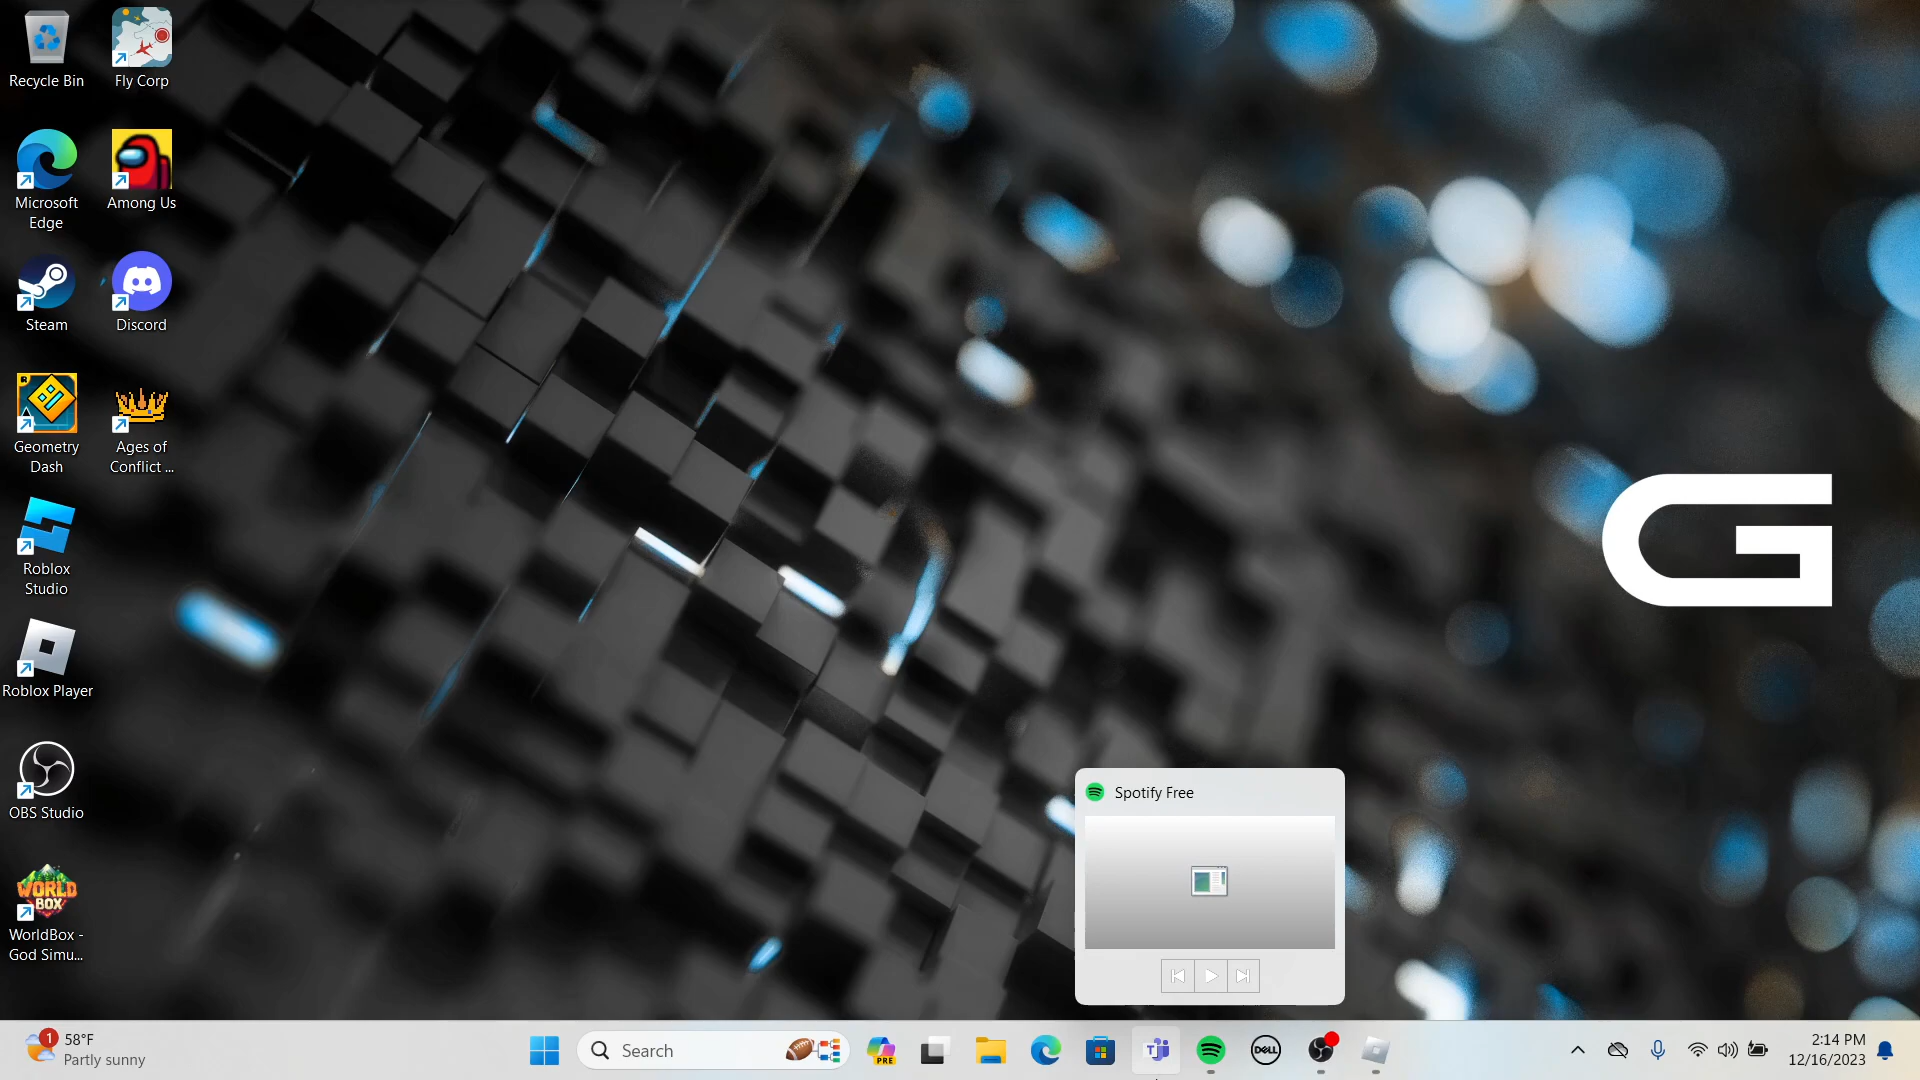 Recycle Bin
Fly Corp
Microsoft
Edge
Among Us
Steam
Discord
Geometry
Dash
Ages of
Conflict ...
Roblox
Studio
Roblox Player
OBS Studio
WORLD
BOX
WorldBox -
God Simu...
G
Spotify Free
1
58°F
Partly sunny
Search
PRE
DELL
2:14 PM
12/16/2023